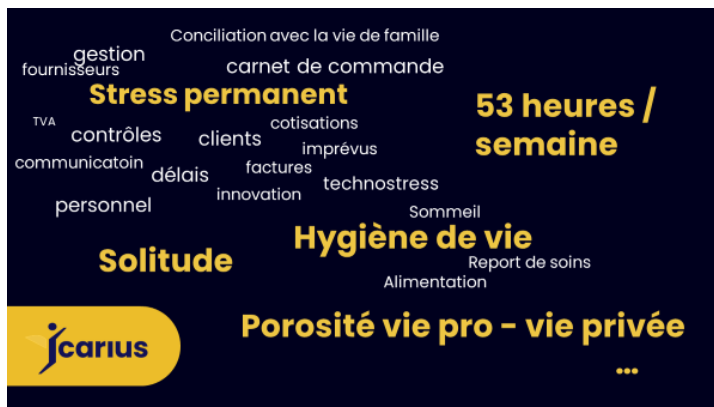 Conciliation avec la vie de famille
gestion
fournisseurs
carnet de commande
Stress permanent
53 heures /
semaine
TVA
contrôles
clients
cotisations
imprévus
communicatoin
délais
factures
technostress
innovation
personnel
Sommeil
Hygiène de vie
Solitude
Report de soins
Alimentation
Porosité vie pro - vie privée
...
Icarius